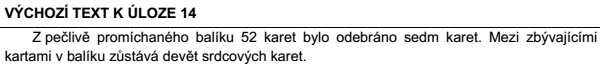 VÝCHOZÍ TEXT K ÚLOZE 14
Z pečlivě promíchaného balíku 52 karet bylo odebráno sedm karet. Mezi zbývajícími
kartami v balíku zůstává devět srdcových karet.